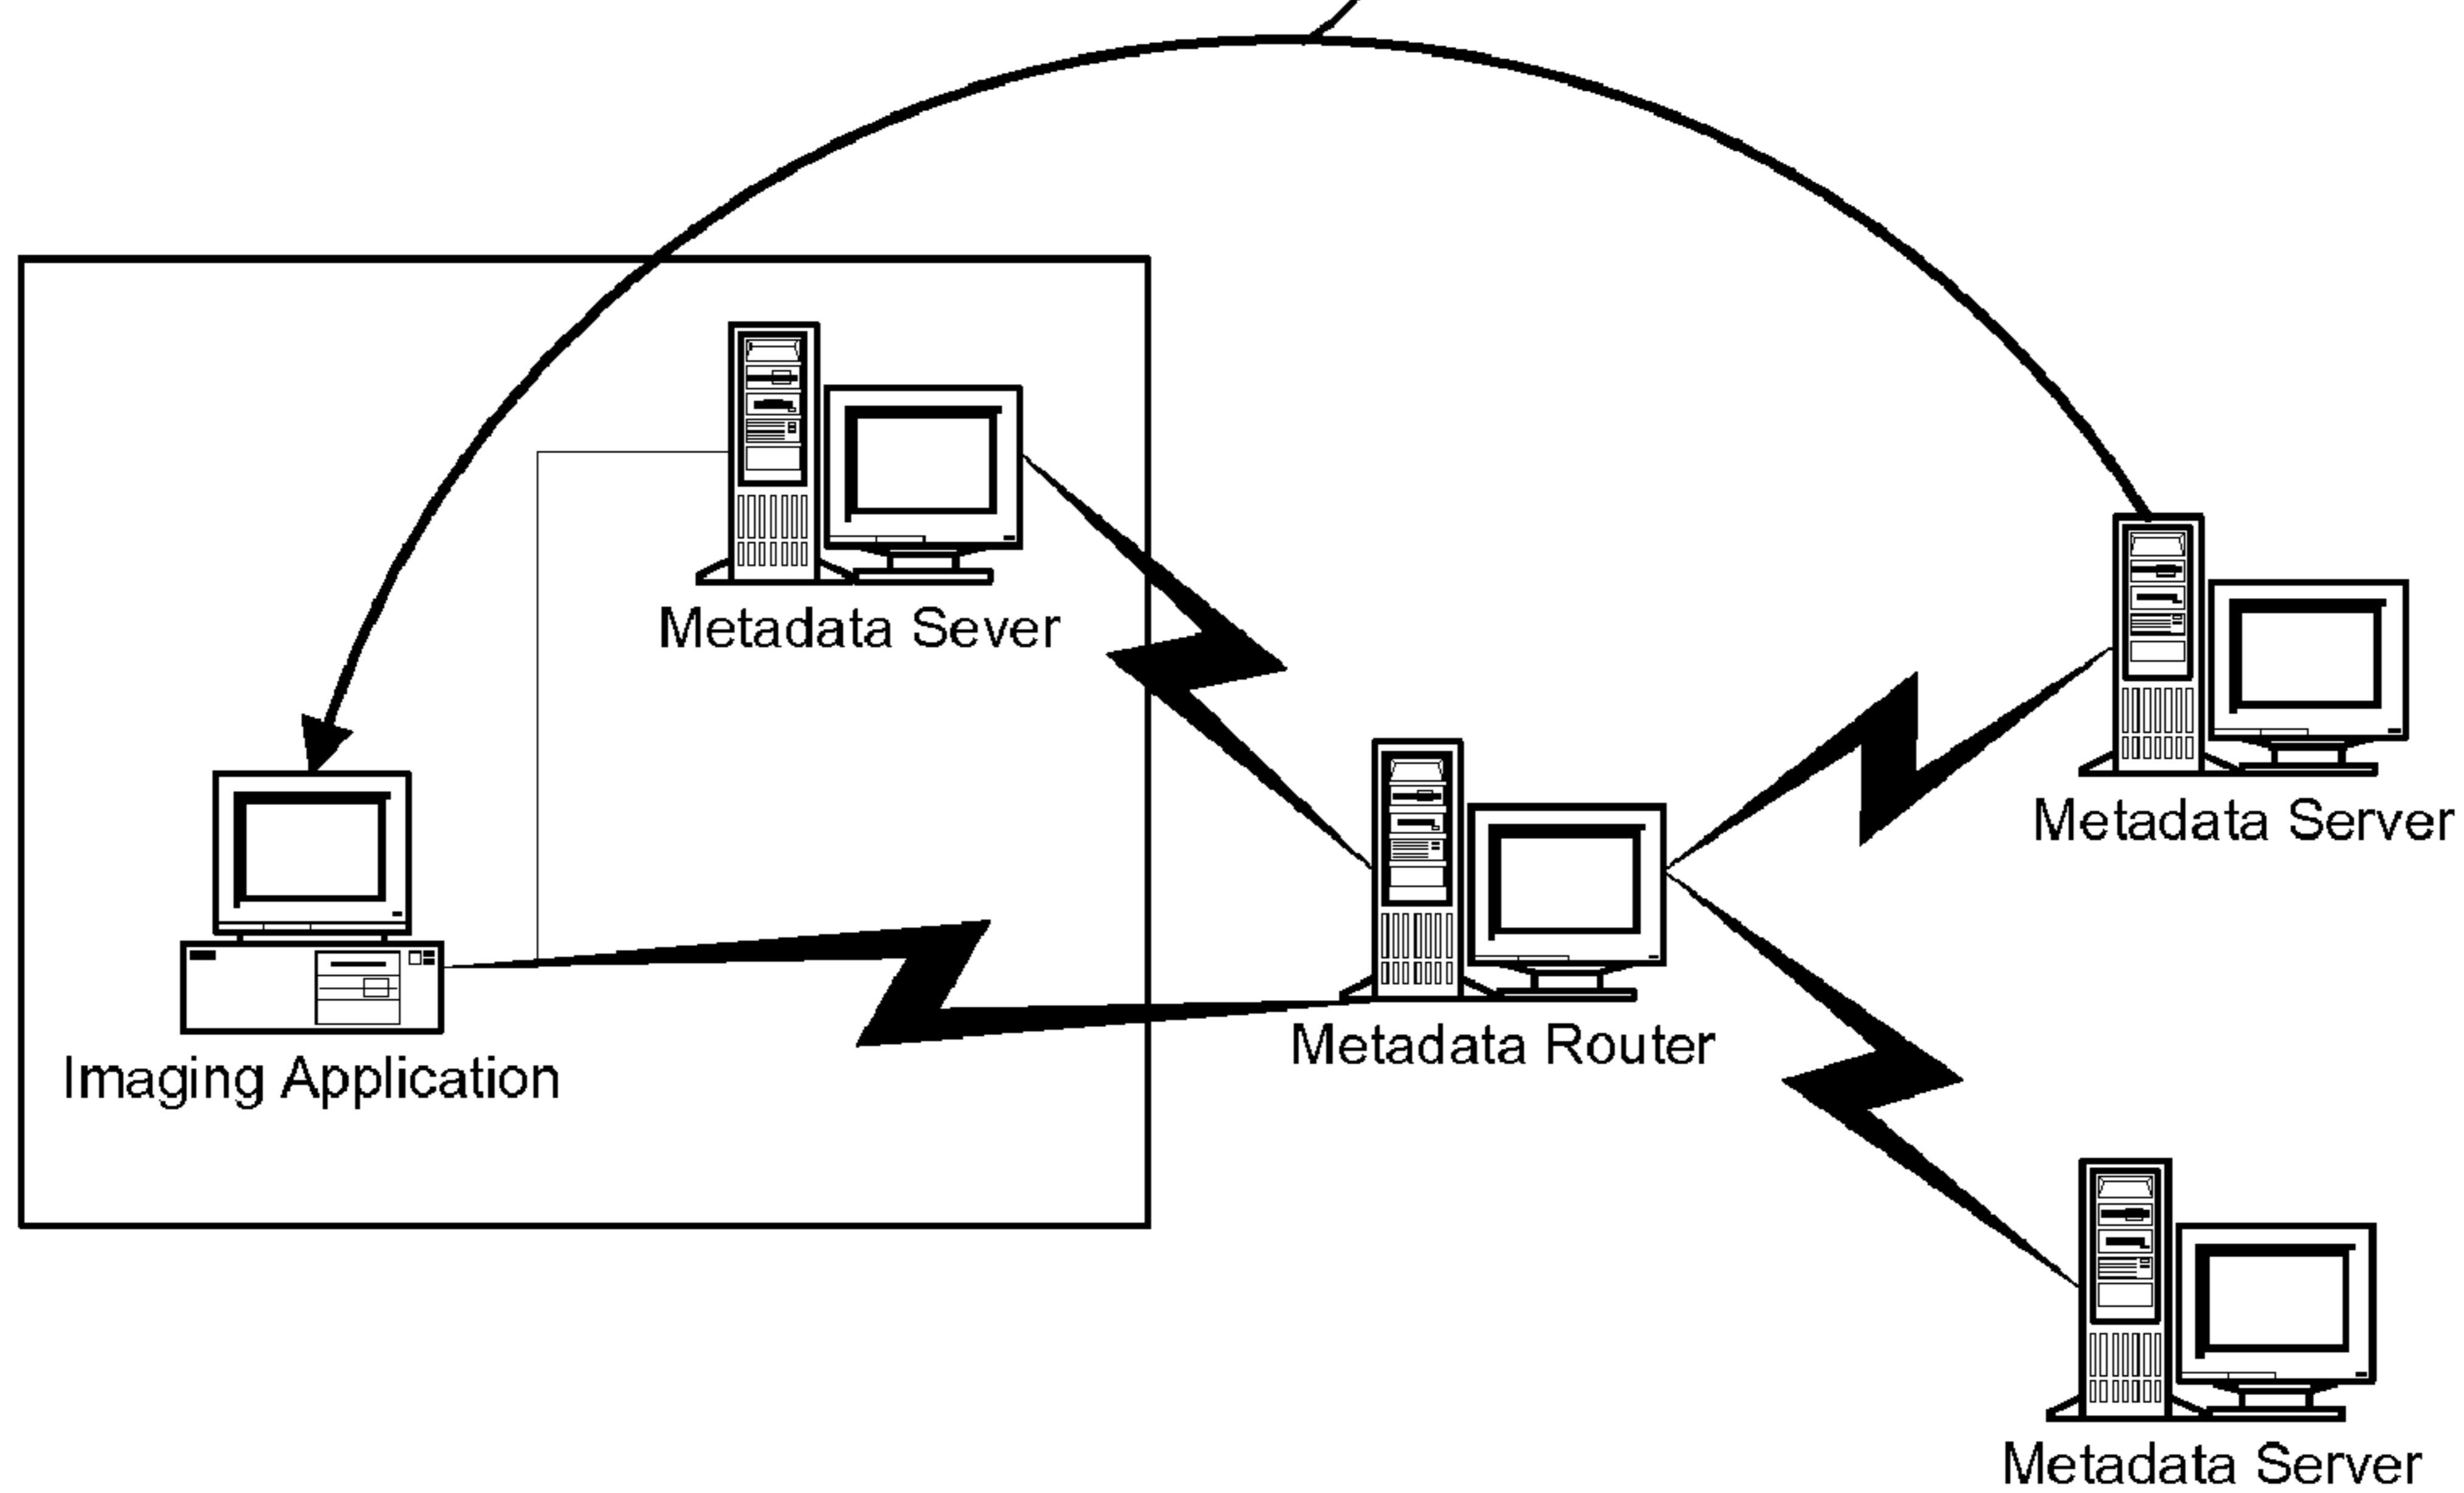 Metadata Sever
Metadata Server
Metadata Router
Imaging Application
Metadata Server